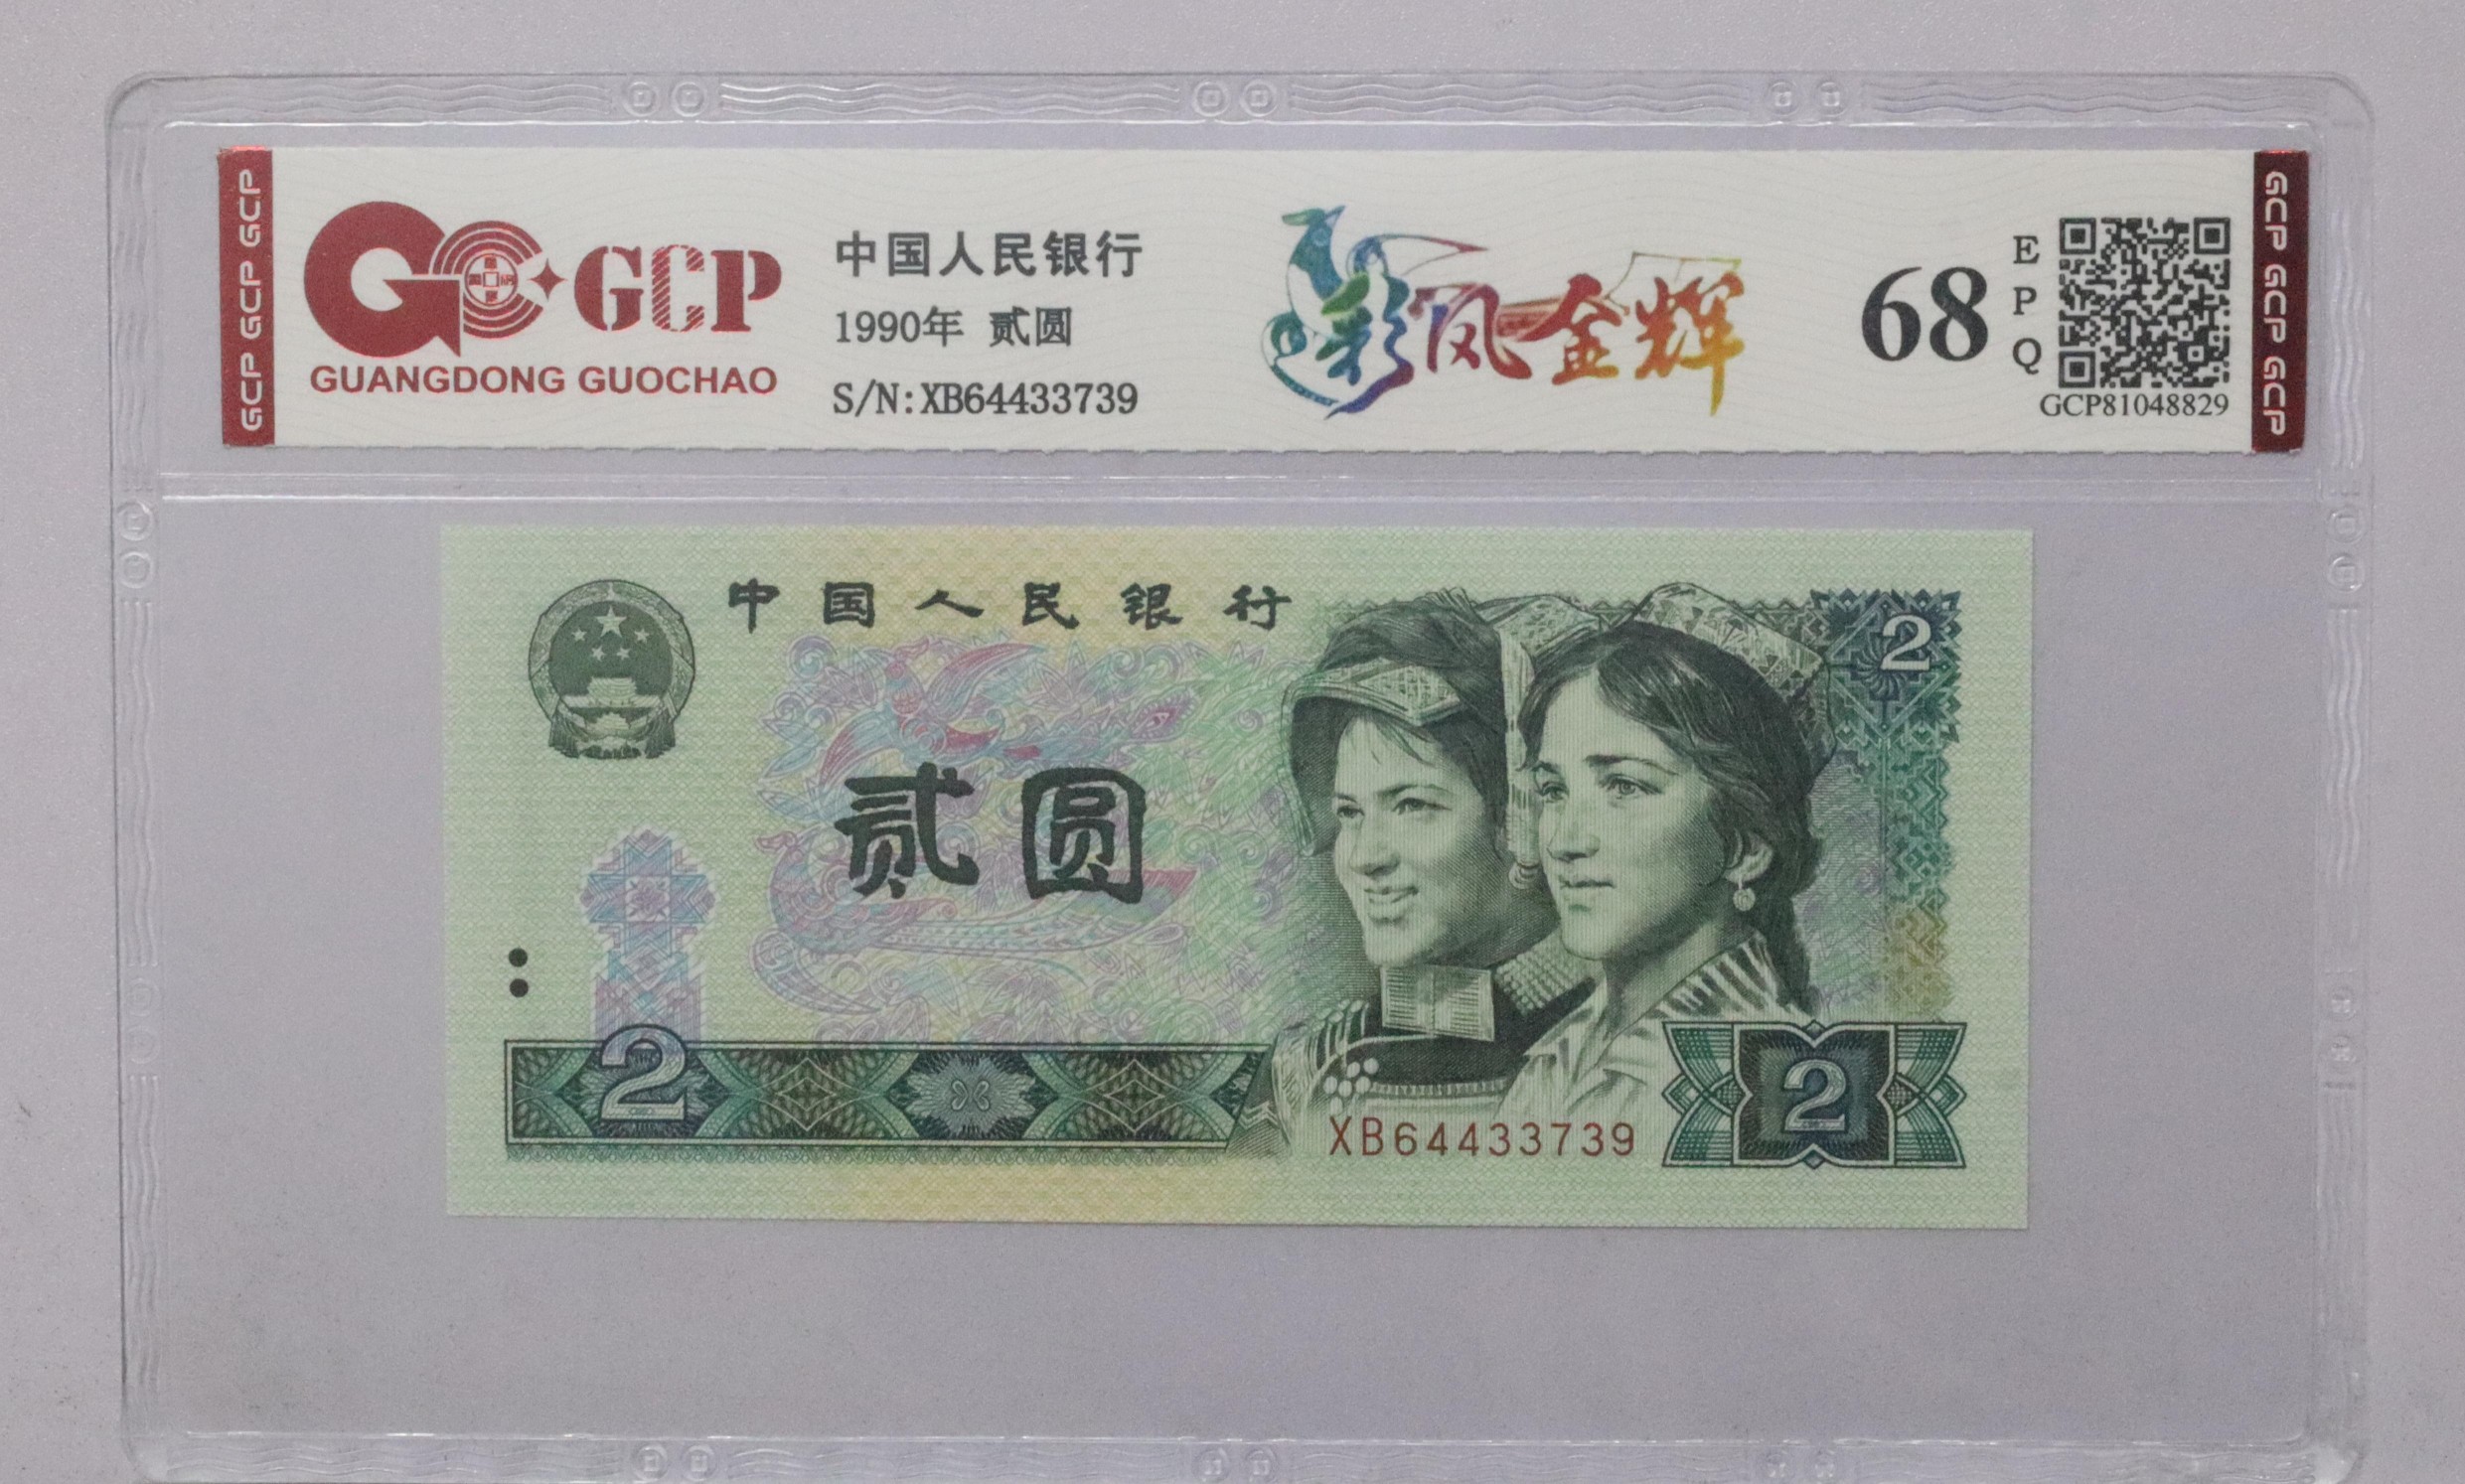 GCP GCP GCP
GCP
GUANGDONG GUOCHAO
中国人民银行
1990年 贰圆
S/N:XB64433739
彩凤金辉
68
E
P
Q
GCP81048829
GCP GCP GCP
中国人民银行
2
贰圆
2
XB64433739
2